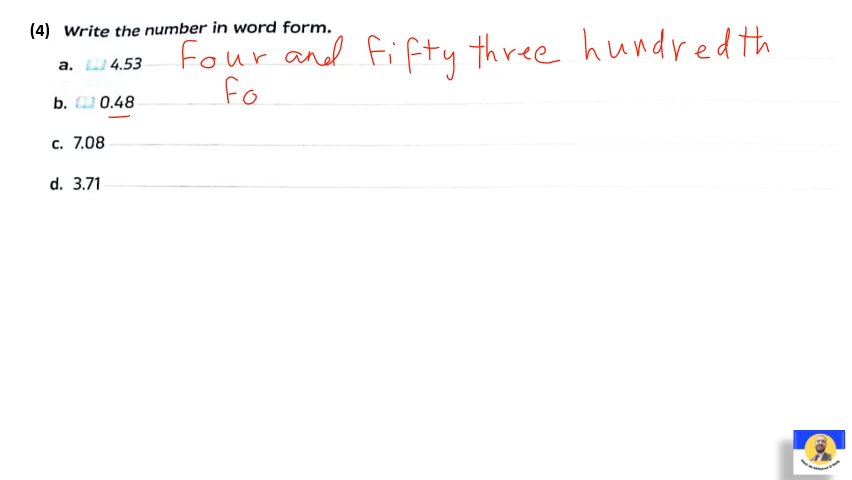 (4) Write the number in word form.
a. 4.53 Four and fifty three hundredth
b. 0.48 Fo
c. 7.08
d. 3.71